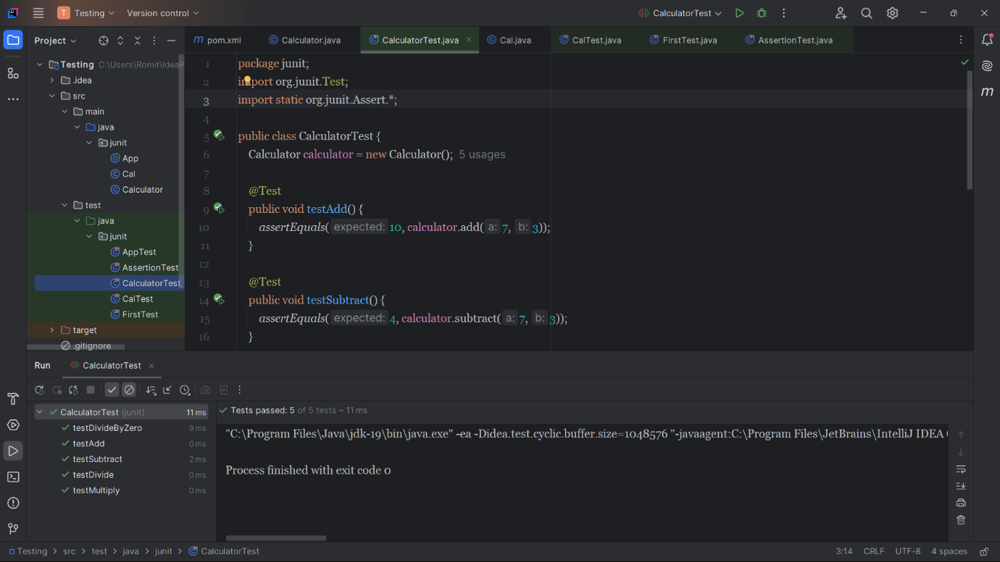 T Testing Version control CalculatorTest
Project
pom.xml Calculator.java CalculatorTest.java Cal.java CalTest.java FirstTest.java AssertionTest.java
Testing C:\Users\Romit\IdeaP
.idea
src
main
java
junit
App
Cal
Calculator
test
java
junit
AppTest
AssertionTest
CalculatorTest
CalTest
FirstTest
target
.gitignore
1 package junit;
2 import org.junit.Test;
3 import static org.junit.Assert.*;
4
5 public class CalculatorTest {
6 Calculator calculator = new Calculator(); 5 usages
7
8 @Test
9 public void testAdd() {
10 assertEquals( expected: 10, calculator.add( a: 7, b: 3));
11 }
12
13 @Test
14 public void testSubtract() {
15 assertEquals( expected: 4, calculator.subtract( a: 7, b: 3));
16 }
Run CalculatorTest
CalculatorTest (junit) 11 ms
testDivideByZero 9 ms
testAdd 0 ms
testSubtract 2 ms
testDivide 0 ms
testMultiply 0 ms
Tests passed: 5 of 5 tests – 11 ms
"C:\Program Files\Java\jdk-19\bin\java.exe" -ea -Didea.test.cyclic.buffer.size=1048576 "-javaagent:C:\Program Files\JetBrains\IntelliJ IDEA
Process finished with exit code 0
Testing > src > test > java > junit > CalculatorTest 3:14 CRLF UTF-8 4 spaces